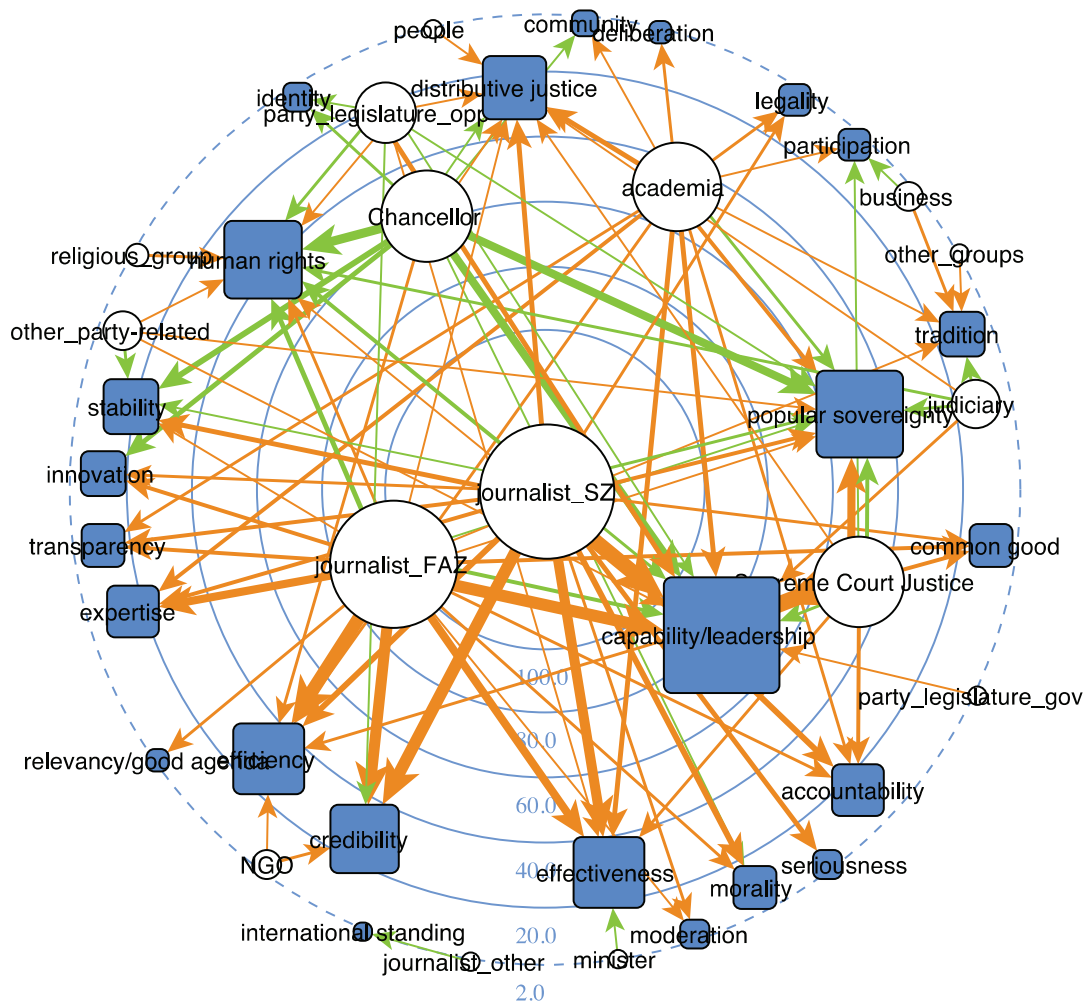 people
community
deliberation
identity
distributive justice
party_legislature_opp
legality
participation
academia
business
Chancellor
religious_group
human rights
other_groups
other_party-related
tradition
stability
popular sovereignty
judiciary
innovation
journalist_SZ
transparency
journalist_FAZ
common good
expertise
Supreme Court Justice
capability/leadership
100.0
party_legislature_gov
80.0
relevancy/good agenda
efficiency
accountability
60.0
credibility
NGO
40.0
effectiveness
seriousness
morality
international standing
20.0
moderation
journalist_other
minister
2.0